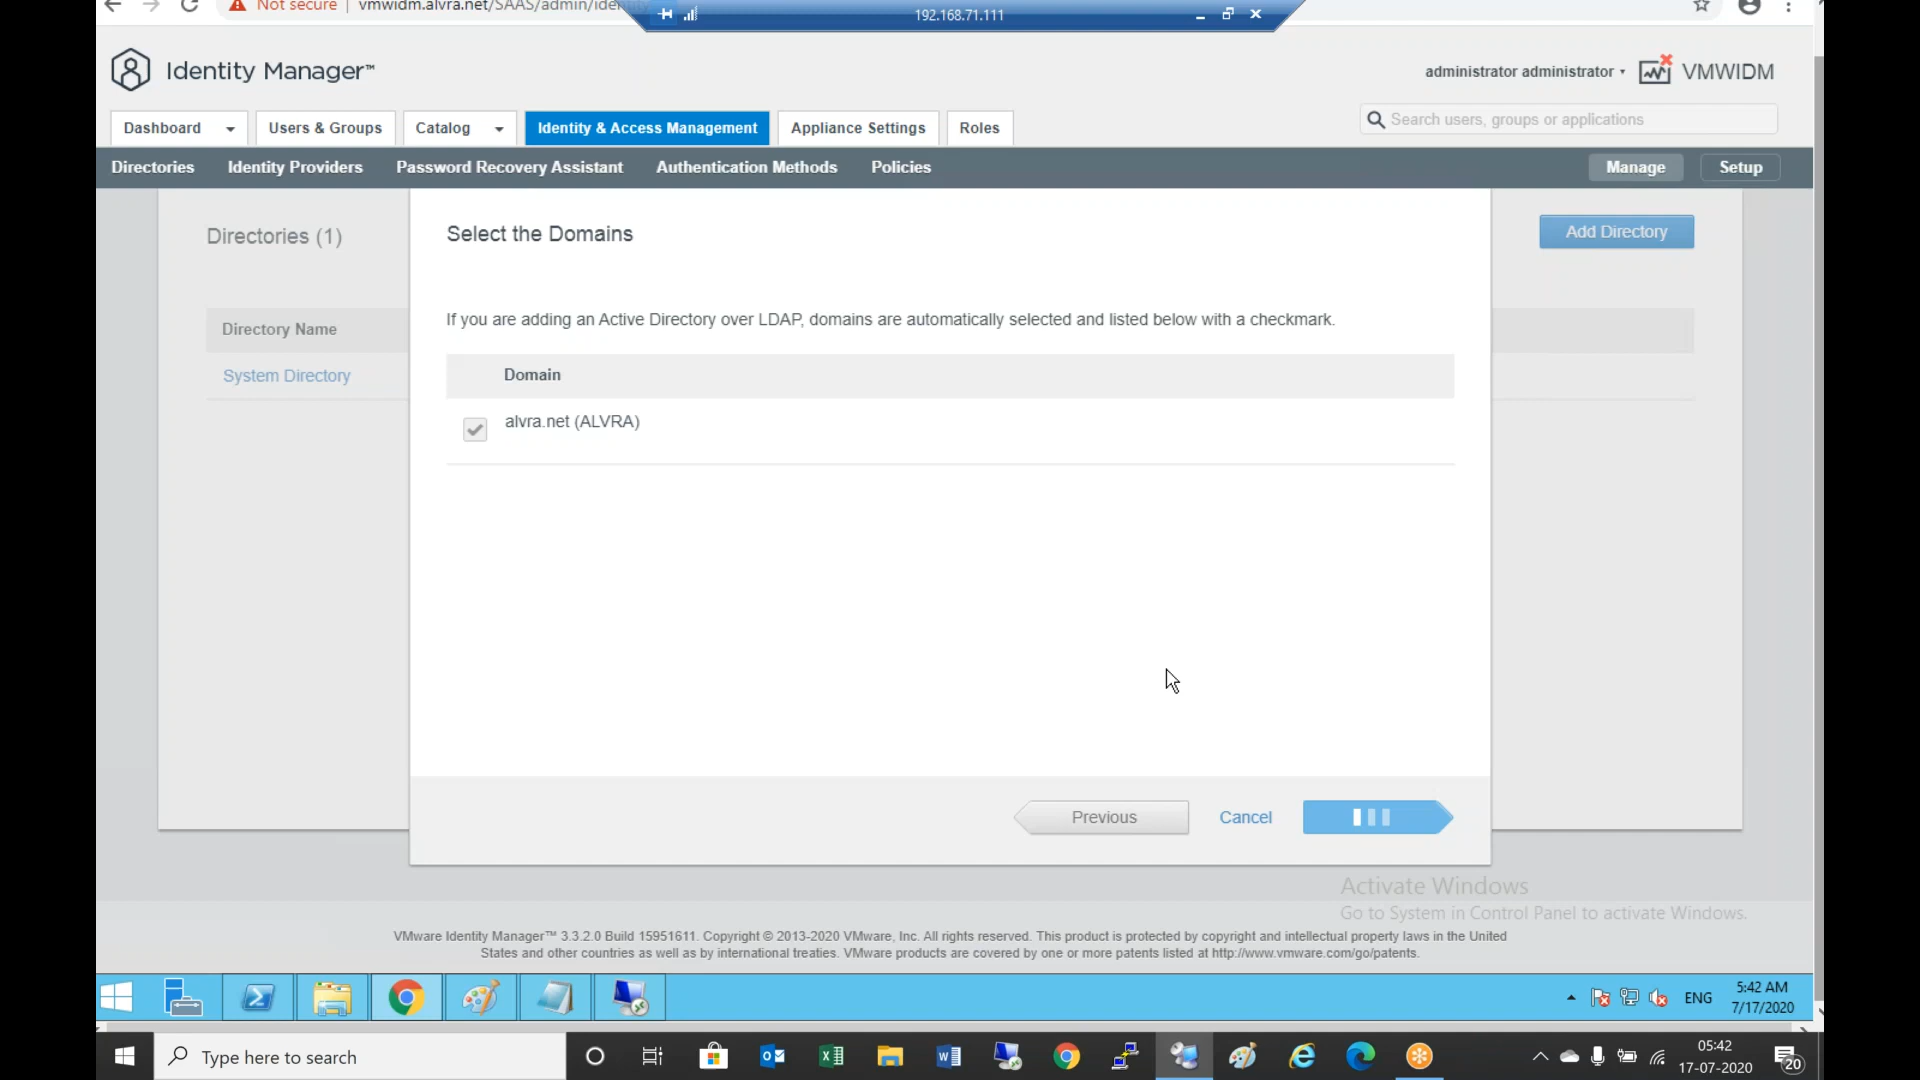 Not secure | vmwidm.alvra.net/SAAS/admin/iden
192.168.71.111
Identity Manager™
administrator administrator
VMWIDM
Dashboard
Users & Groups
Catalog
Identity & Access Management
Appliance Settings
Roles
Search users, groups or applications
Directories
Identity Providers
Password Recovery Assistant
Authentication Methods
Policies
Manage
Setup
Directories (1)
Select the Domains
Add Directory
If you are adding an Active Directory over LDAP, domains are automatically selected and listed below with a checkmark.
Directory Name
Domain
System Directory
alvra.net (ALVRA)
Previous
Cancel
Activate Windows
Go to System in Control Panel to activate Windows.
VMware Identity Manager™ 3.3.2.0 Build 15951611. Copyright © 2013-2020 VMware, Inc. All rights reserved. This product is protected by copyright and intellectual property laws in the United
States and other countries as well as by international treaties. VMware products are covered by one or more patents listed at http://www.vmware.com/go/patents.
ENG
5:42 AM
7/17/2020
Type here to search
05:42
17-07-2020
20